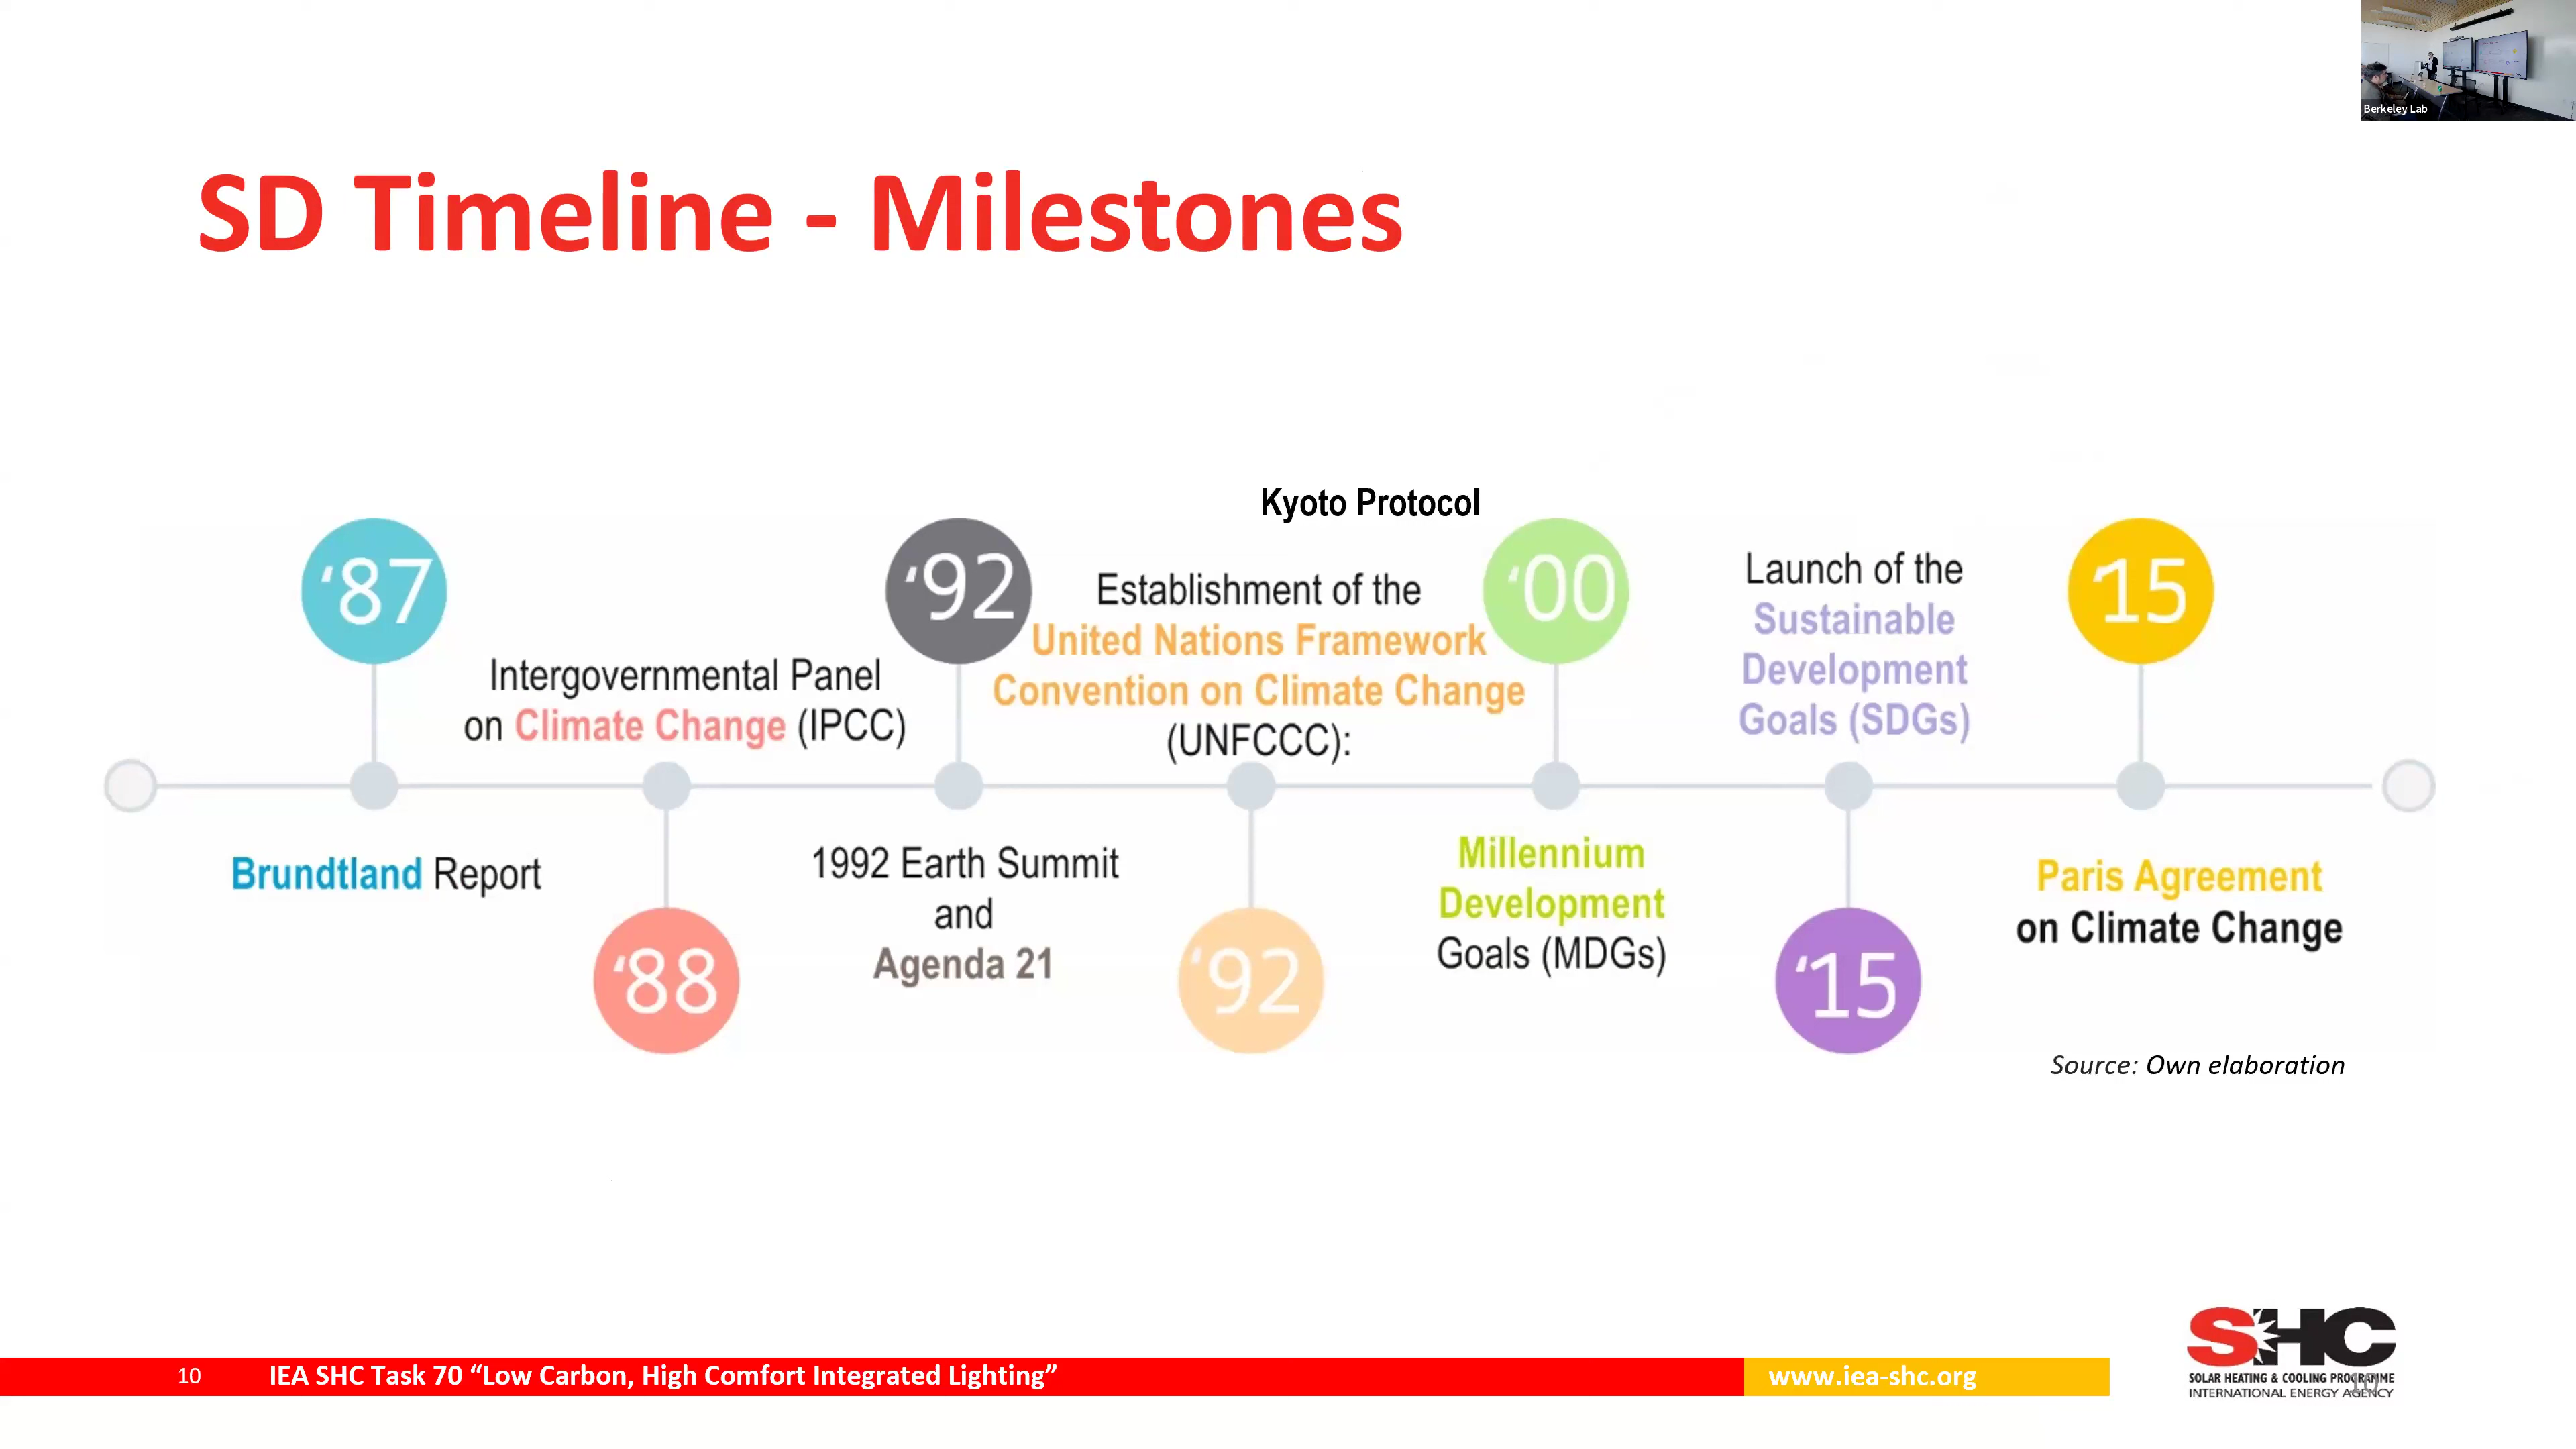 Berkeley Lab
SD Timeline - Milestones
Kyoto Protocol
‘87
‘92
‘00
‘15
Intergovernmental Panel
on Climate Change (IPCC)
Establishment of the
United Nations Framework
Convention on Climate Change
(UNFCCC):
Launch of the
Sustainable
Development
Goals (SDGs)
Brundtland Report
1992 Earth Summit
and
Agenda 21
Millennium
Development
Goals (MDGs)
Paris Agreement
on Climate Change
‘88
‘92
‘15
Source: Own elaboration
10
IEA SHC Task 70 “Low Carbon, High Comfort Integrated Lighting”
www.iea-shc.org
SHC
SOLAR HEATING & COOLING PROGRAMME
INTERNATIONAL ENERGY AGENCY
10